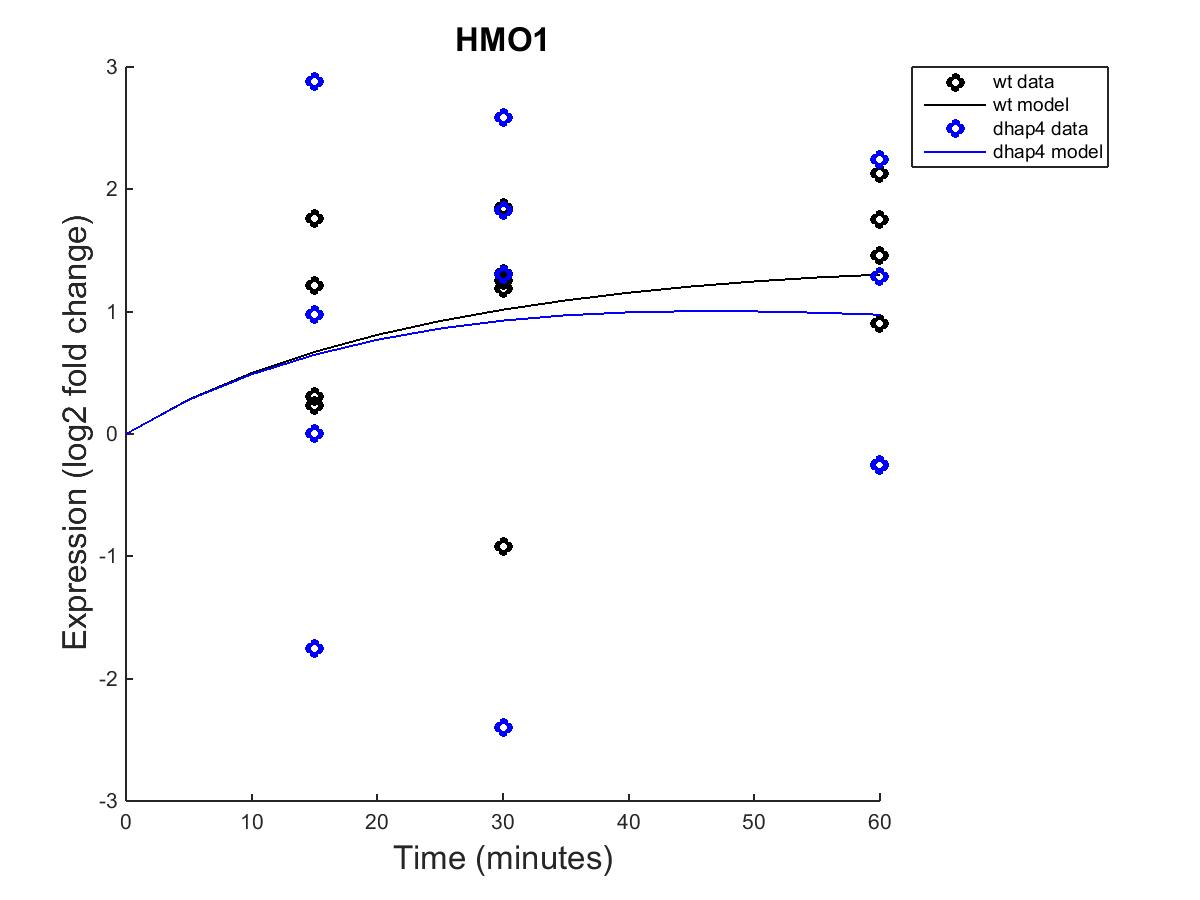 HMO1
3
2
1
0
-1
-2
-3
Expression (log2 fold change)
0 10 20 30 40 50 60
Time (minutes)
wt data
wt model
dhap4 data
dhap4 model